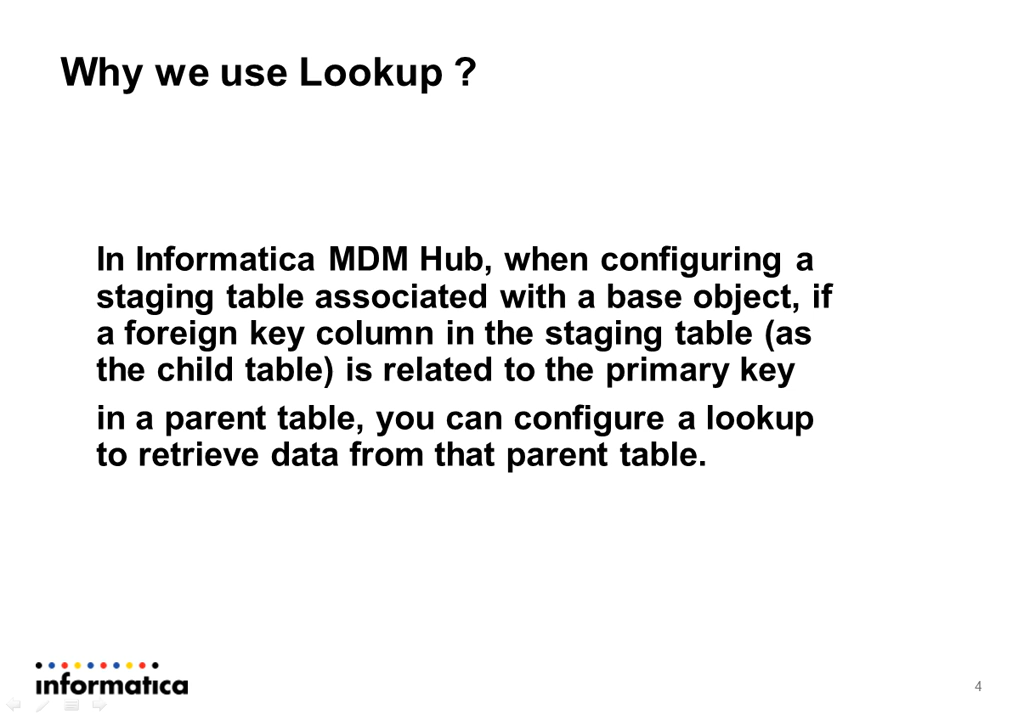 Why we use Lookup ?
In Informatica MDM Hub, when configuring a
staging table associated with a base object, if
a foreign key column in the staging table (as
the child table) is related to the primary key
in a parent table, you can configure a lookup
to retrieve data from that parent table.
informatica
4